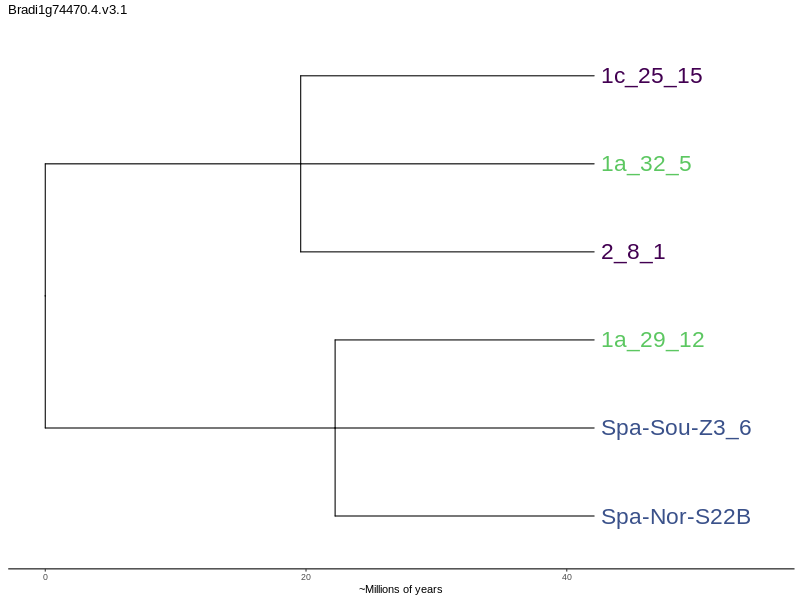 Bradi1g74470.4.v3.1
1c_25_15
1a_32_5
2_8_1
1a_29_12
Spa-Sou-Z3_6
Spa-Nor-S22B
0 20 40
~Millions of years